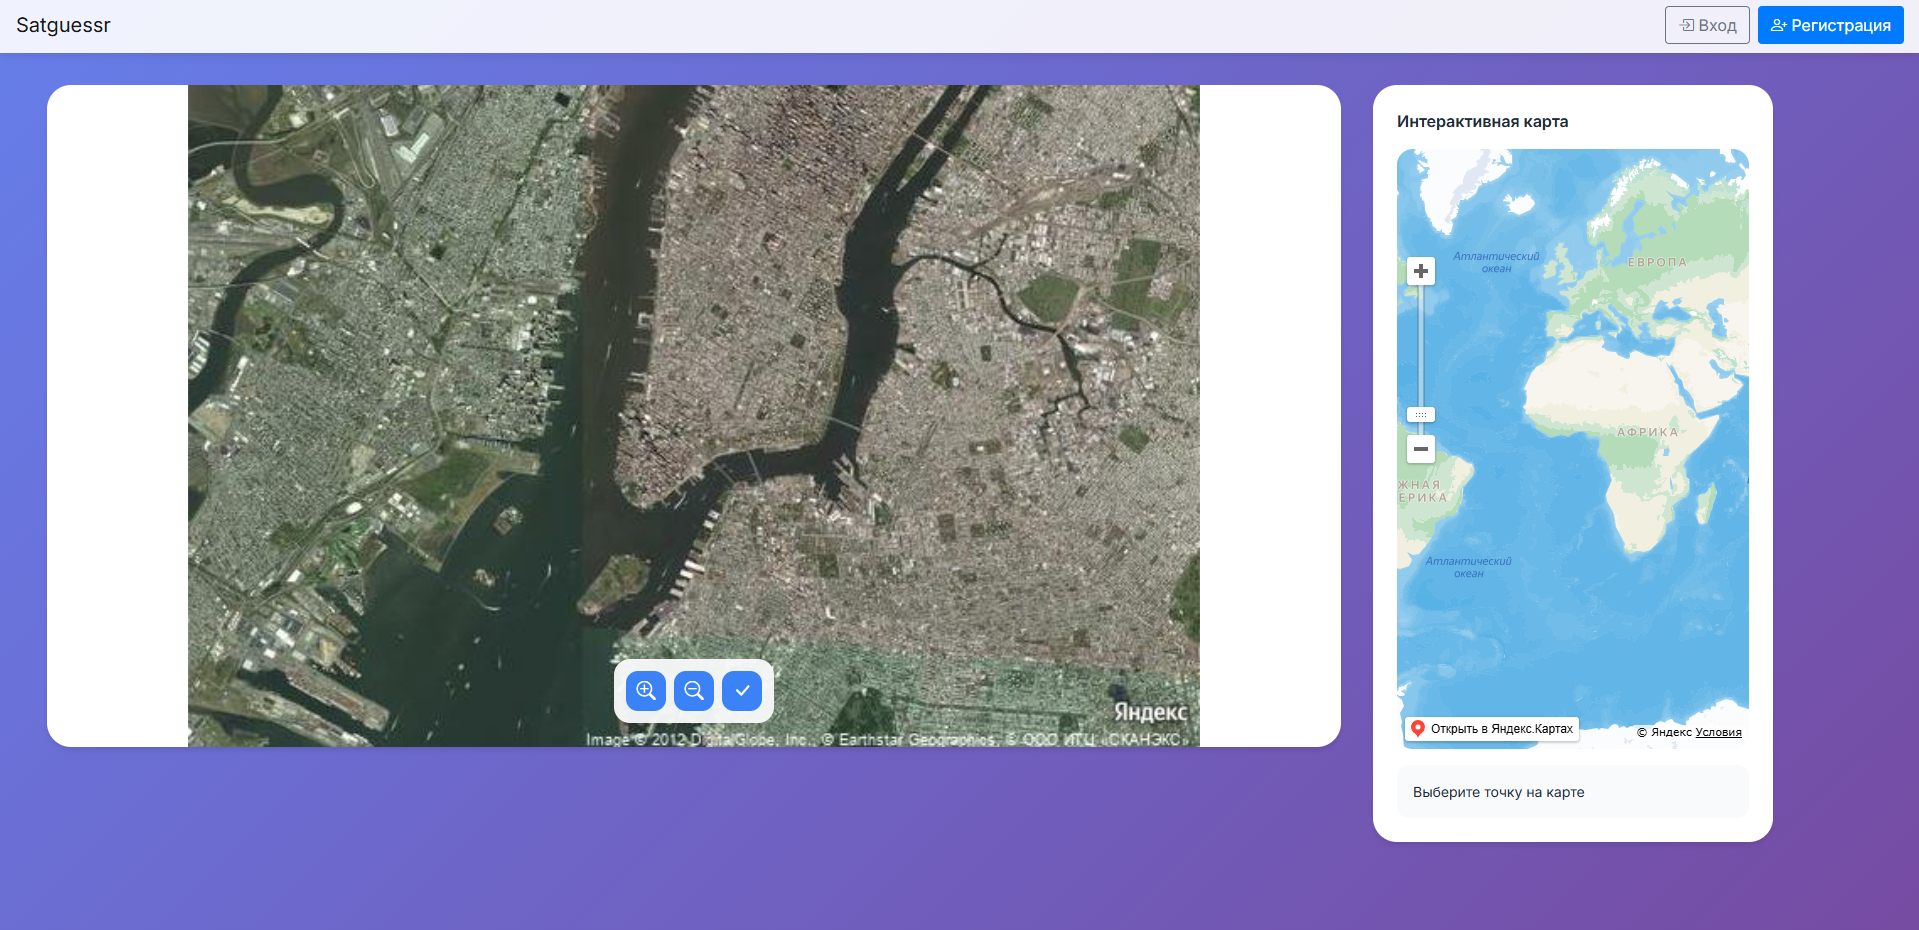 Satguessr
Вход
Регистрация
Яндекс
Image © 2012 DigitalGlobe, Inc., © Earthstar Geographics, © ООО ИТЦ «СКАНЭКС»
Интерактивная карта
Атлантический
океан
ЕВРОПА
АФРИКА
ЖНАЯ
ЕРИКА
Атлантический
океан
Открыть в Яндекс.Картах
© Яндекс Условия
Выберите точку на карте